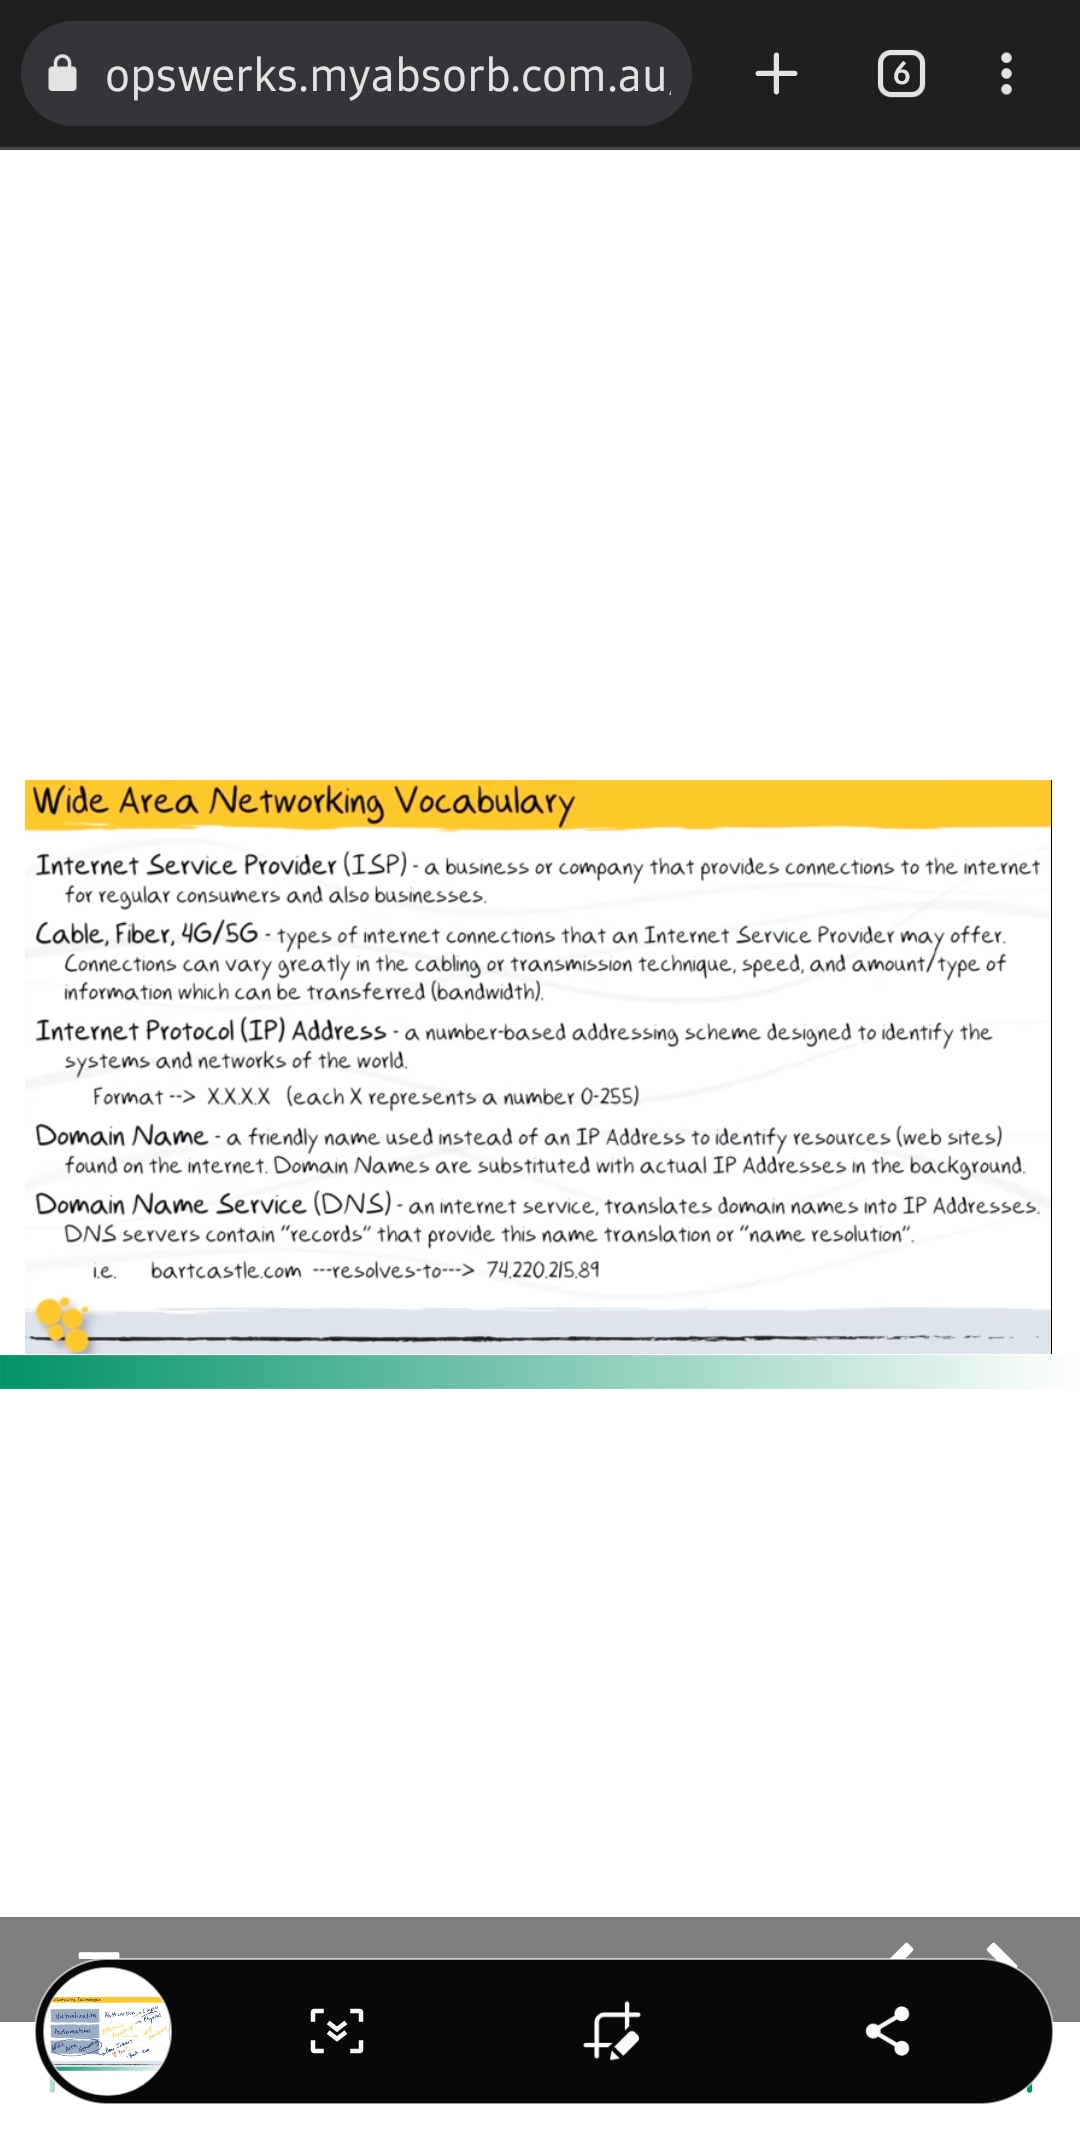 opswerks.myabsorb.com.au
6
Wide Area Networking Vocabulary
Internet Service Provider (ISP) - a business or company that provides connections to the internet
for regular consumers and also businesses.
Cable, Fiber, 4G/5G - types of internet connections that an Internet Service Provider may offer.
Connections can vary greatly in the cabling or transmission technique, speed, and amount/type of
information which can be transferred (bandwidth).
Internet Protocol (IP) Address - a number-based addressing scheme designed to identify the
systems and networks of the world.
Format --> X.X.X.X (each X represents a number 0-255)
Domain Name - a friendly name used instead of an IP Address to identify resources (web sites)
found on the internet. Domain Names are substituted with actual IP Addresses in the background.
Domain Name Service (DNS) - an internet service, translates domain names into IP Addresses.
DNS servers contain "records" that provide this name translation or "name resolution".
i.e. bartcastle.com ---resolves-to---> 74.220.215.89
Virtualization
Automation